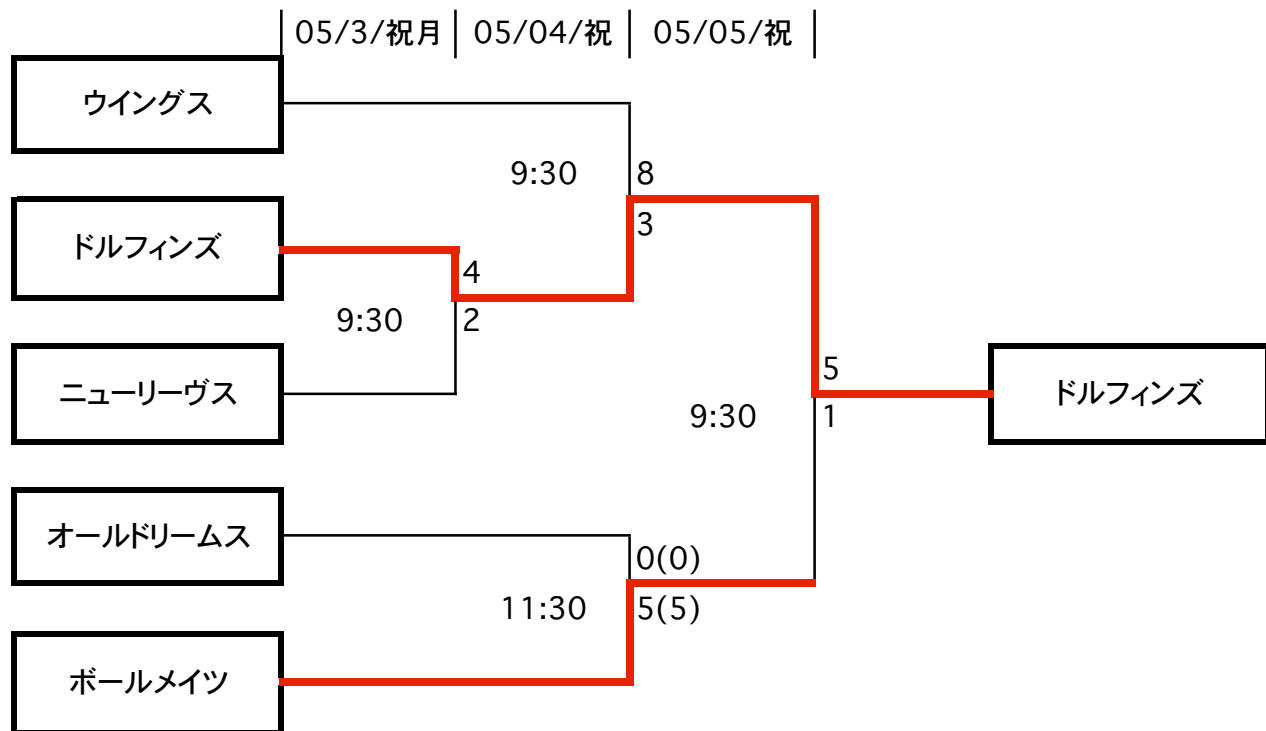 05/3/祝月 05/04/祝 05/05/祝
ウイングス
9:30
8
3
ドルフィンズ
4
9:30
2
ニューリーヴス
5
9:30
1
ドルフィンズ
オールドリームス
0(0)
11:30
5(5)
ボールメイツ